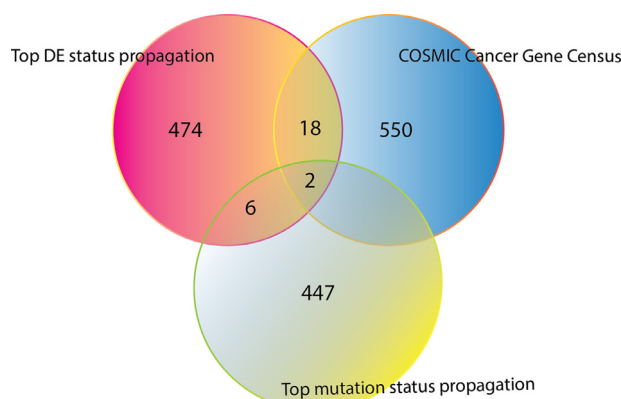 Top DE status propagation
COSMIC Cancer Gene Census
474
18
550
2
6
447
Top mutation status propagation